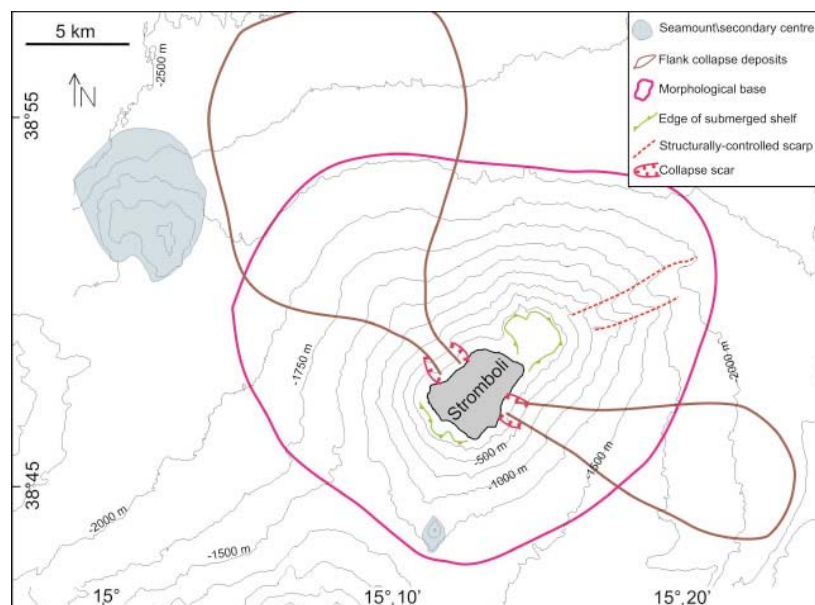 5 km
N
38°55
38°45
-2500 m
Seamount\secondary centre
Flank collapse deposits
Morphological base
Edge of submerged shelf
Structurally-controlled scarp
Collapse scar
-1750 m
-2000 m
Stromboli
-500 m
-1000 m
-1500 m
-2000 m
-1500 m
15°
15°10'
15°20'